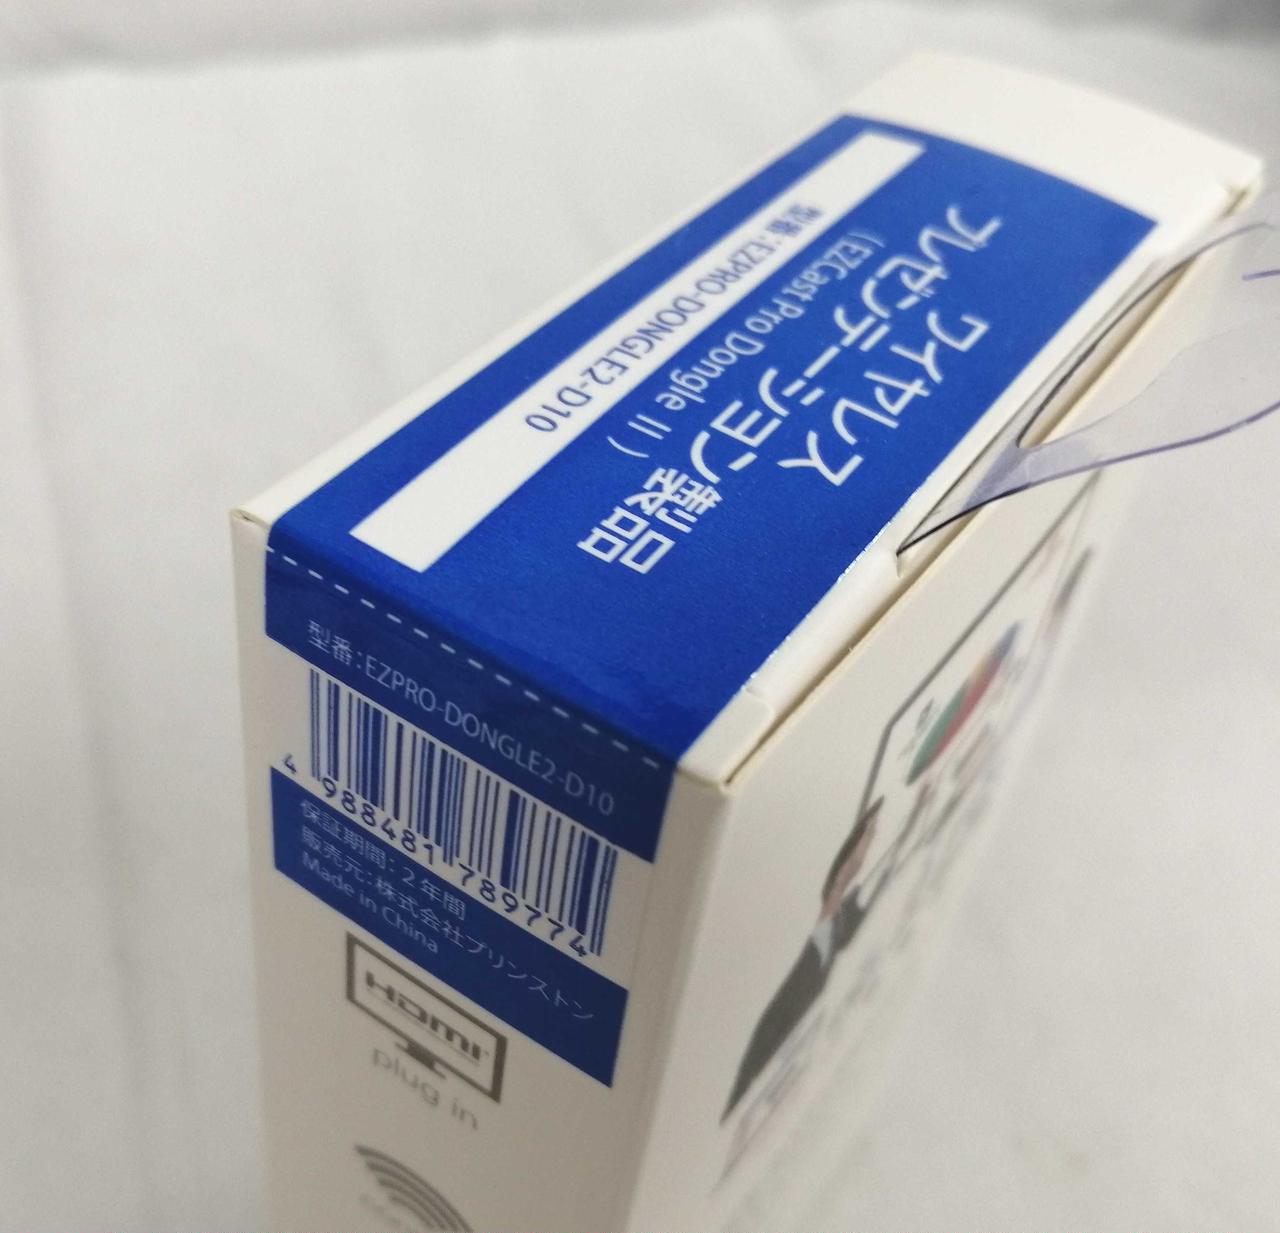 ワイヤレス
プレゼンテーション製品
（EZCast Pro Dongle II）
型番：EZPRO-DONGLE2-D10
型番：EZPRO-DONGLE2-D10
4 988481 789774
保証期間：２年間
販売元：株式会社プリンストン
Made in China
HDMI
plug in